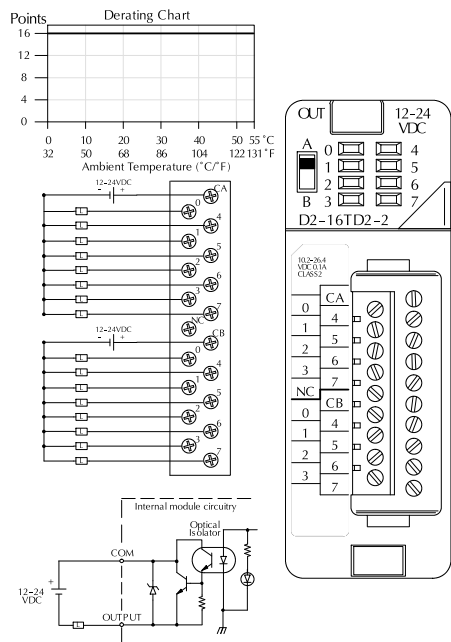 Points
Derating Chart
16
12
8
4
0
0 10 20 30 40 50 55˚C
32 50 68 86 104 122 131˚F
Ambient Temperature (˚C/˚F)
12–24VDC
- +
CA
0
4
L
1
L
5
L
2
L
6
L
3
L
7
L
NC
L
12–24VDC
- +
CB
0
4
L
1
L
5
L
2
L
6
L
3
L
7
L
L
L
Internal module circuitry
Optical
Isolator
COM
+
12–24
VDC
L
OUTPUT
OUT
12–24
VDC
A
B
0 4
1 5
2 6
3 7
D2–16TD2–2
10.2–26.4
VDC 0.1A
CLASS2
CA
0
4
1
5
2
6
3
7
NC
CB
0
4
1
5
2
6
3
7